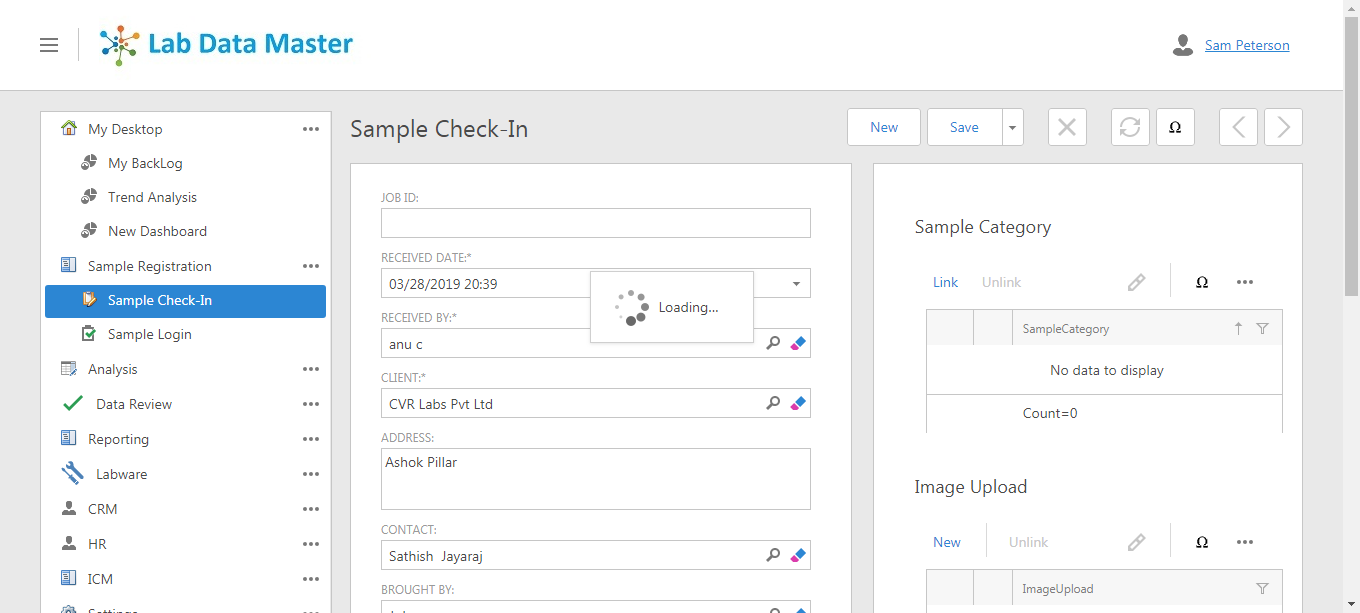 Lab Data Master
Sam Peterson
My Desktop
My BackLog
Trend Analysis
New Dashboard
Sample Registration
Sample Check-In
Sample Login
Analysis
Data Review
Reporting
Labware
CRM
HR
ICM
Settings
Sample Check-In
New
Save
Ω
JOB ID:
RECEIVED DATE:*
03/28/2019 20:39
RECEIVED BY:*
anu c
CLIENT:*
CVR Labs Pvt Ltd
ADDRESS:
Ashok Pillar
CONTACT:
Sathish Jayaraj
BROUGHT BY:
Loading...
Sample Category
Link Unlink Ω
SampleCategory
No data to display
Count=0
Image Upload
New Unlink Ω
ImageUpload